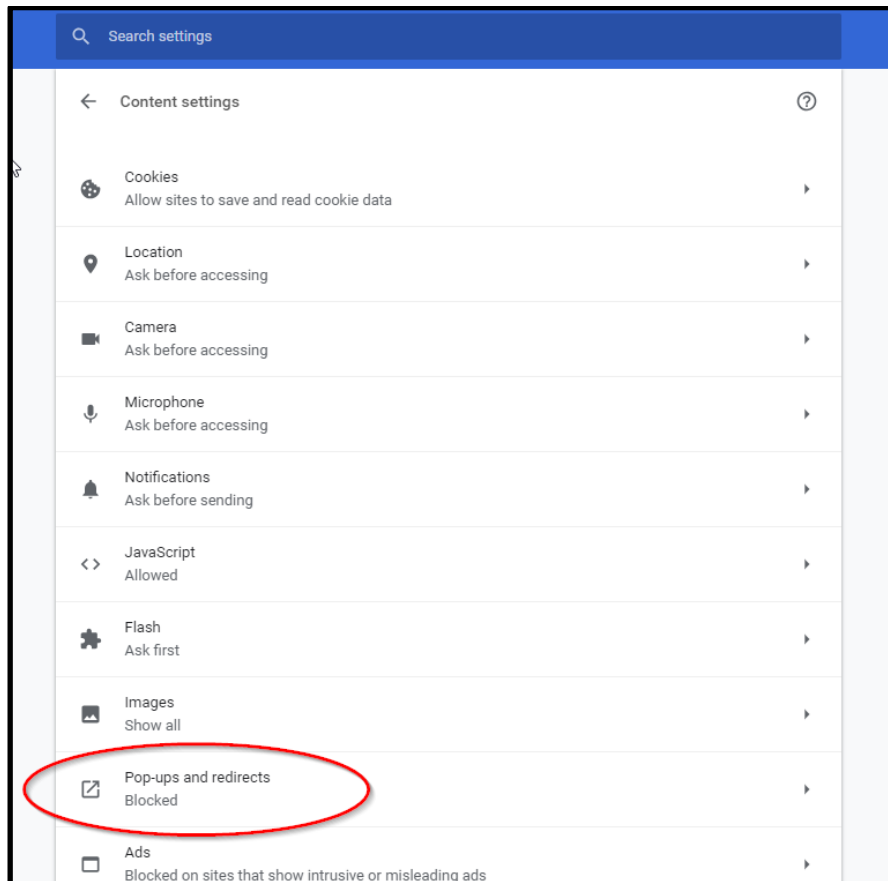 Search settings
Content settings
Cookies
Allow sites to save and read cookie data
Location
Ask before accessing
Camera
Ask before accessing
Microphone
Ask before accessing
Notifications
Ask before sending
JavaScript
Allowed
Flash
Ask first
Images
Show all
Pop-ups and redirects
Blocked
Ads
Blocked on sites that show intrusive or misleading ads